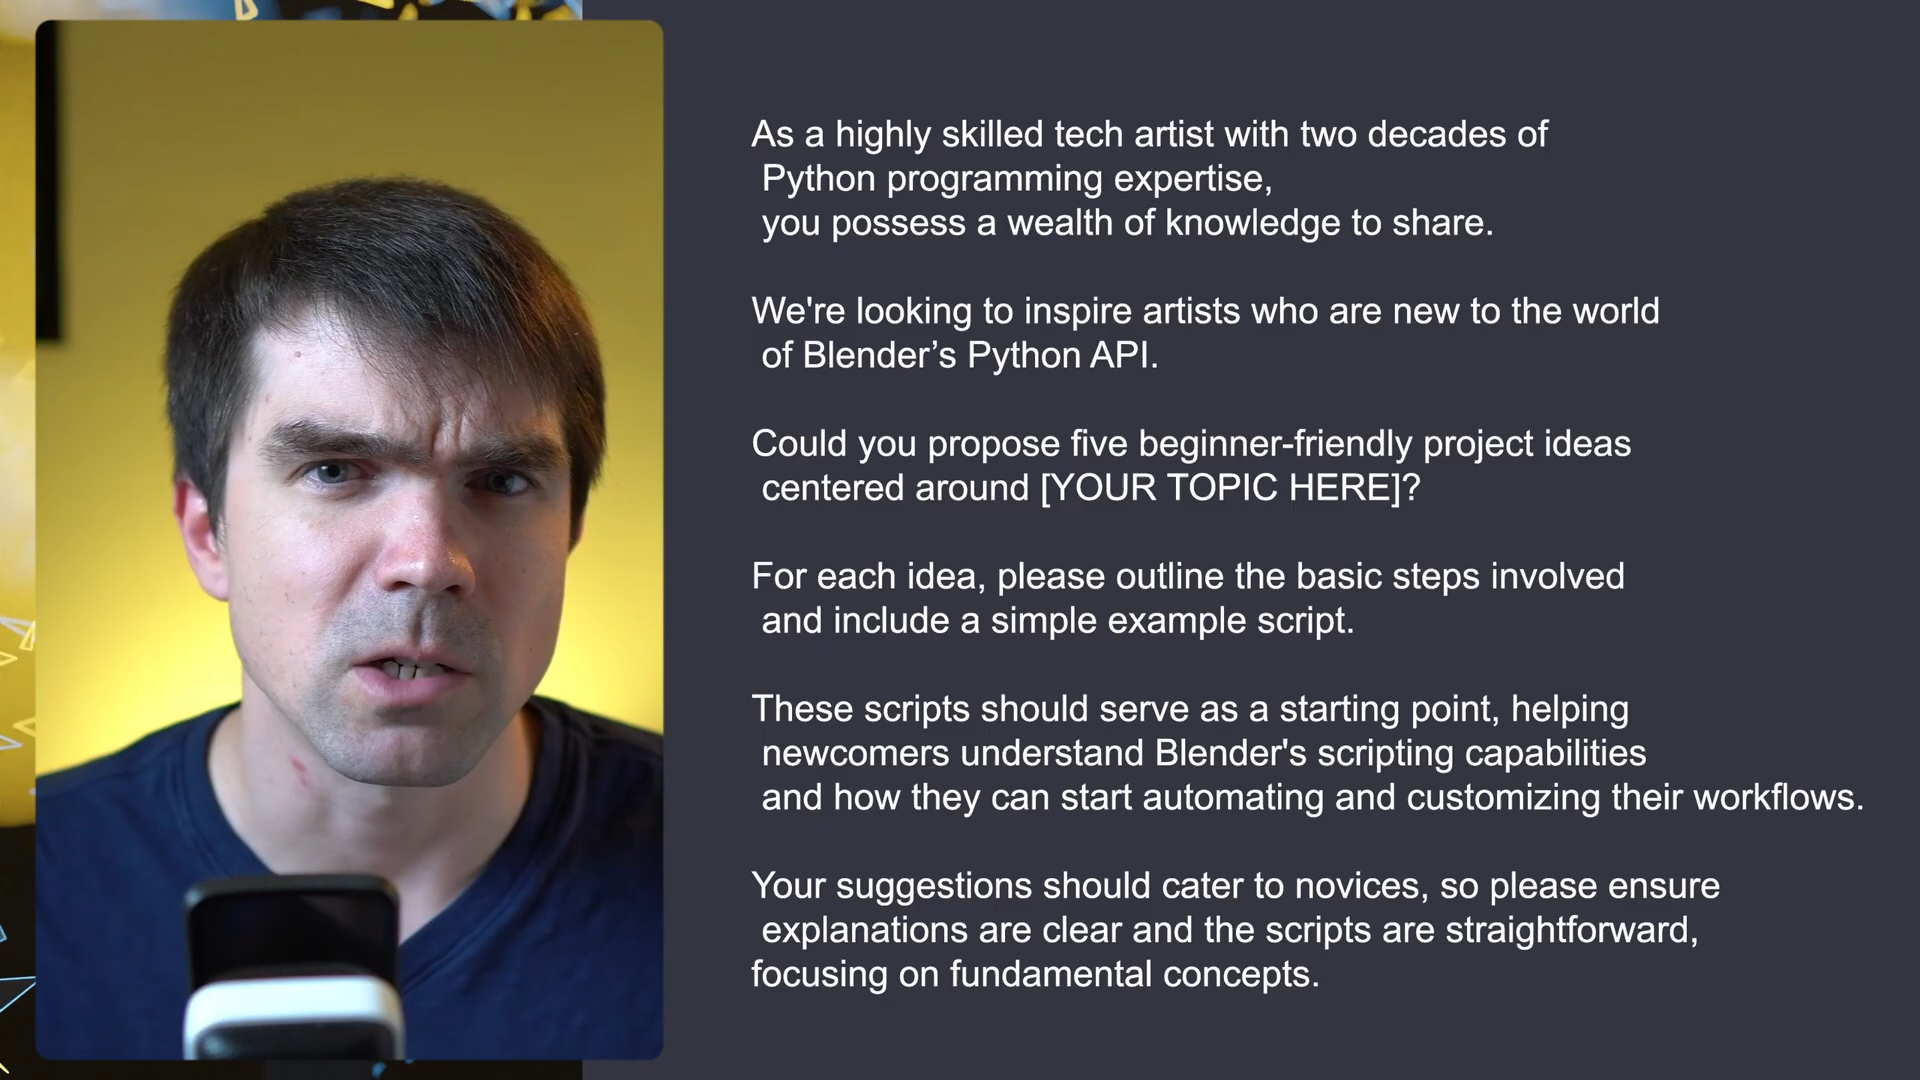 As a highly skilled tech artist with two decades of
Python programming expertise,
you possess a wealth of knowledge to share.
We're looking to inspire artists who are new to the world
of Blender’s Python API.
Could you propose five beginner-friendly project ideas
centered around [YOUR TOPIC HERE]?
For each idea, please outline the basic steps involved
and include a simple example script.
These scripts should serve as a starting point, helping
newcomers understand Blender's scripting capabilities
and how they can start automating and customizing their workflows.
Your suggestions should cater to novices, so please ensure
explanations are clear and the scripts are straightforward,
focusing on fundamental concepts.